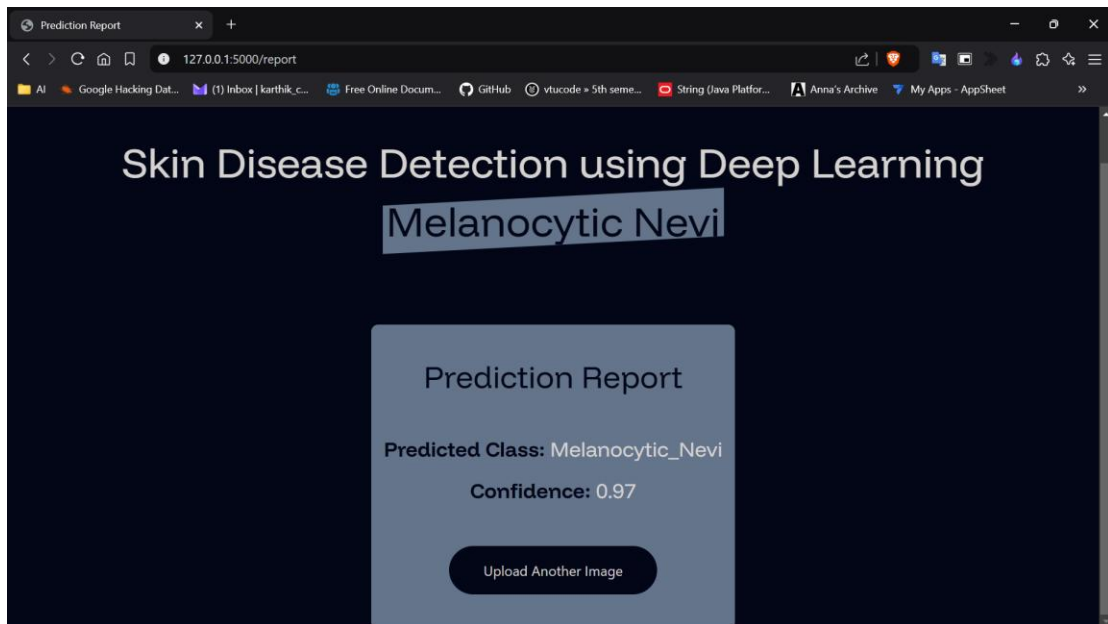 Prediction Report
127.0.0.1:5000/report
AI Google Hacking Dat... (1) Inbox | karthik_c... Free Online Docum... GitHub vtucode » 5th seme... String (Java Platfor... Anna's Archive My Apps - AppSheet »
Skin Disease Detection using Deep Learning
Melanocytic Nevi
Prediction Report
Predicted Class: Melanocytic_Nevi
Confidence: 0.97
Upload Another Image